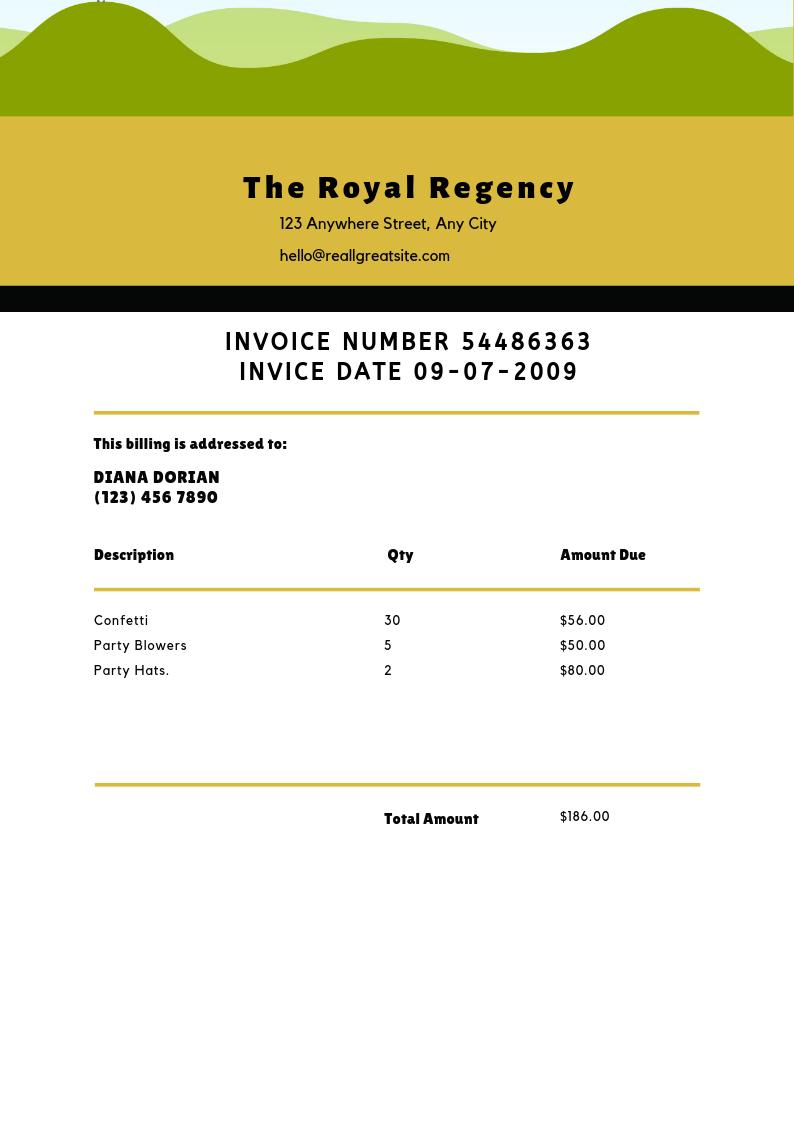 The Royal Regency
123 Anywhere Street, Any City
hello@reallgreatsite.com
INVOICE NUMBER 54486363
INVICE DATE 09-07-2009
This billing is addressed to:
DIANA DORIAN
(123) 456 7890
Description Qty Amount Due
Confetti 30 $56.00
Party Blowers 5 $50.00
Party Hats. 2 $80.00
Total Amount $186.00